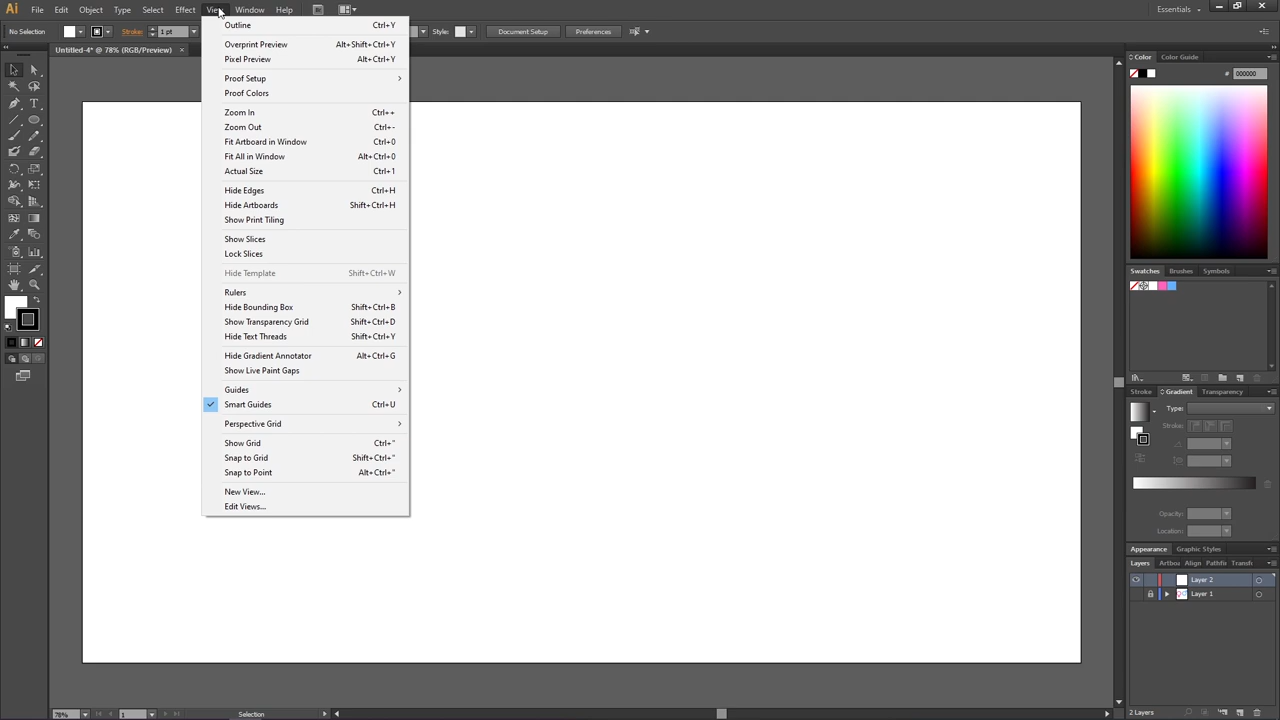 Ai File Edit Object Type Select Effect View Window Help Essentials
No Selection Stroke: 1 pt Style: Document Setup Preferences
Untitled-4* @ 78% (RGB/Preview) ×
Outline Ctrl+Y
Overprint Preview Alt+Shift+Ctrl+Y
Pixel Preview Alt+Ctrl+Y
Proof Setup
Proof Colors
Zoom In Ctrl++
Zoom Out Ctrl+-
Fit Artboard in Window Ctrl+0
Fit All in Window Alt+Ctrl+0
Actual Size Ctrl+1
Hide Edges Ctrl+H
Hide Artboards Shift+Ctrl+H
Show Print Tiling
Show Slices
Lock Slices
Hide Template Shift+Ctrl+W
Rulers
Hide Bounding Box Shift+Ctrl+B
Show Transparency Grid Shift+Ctrl+D
Hide Text Threads Shift+Ctrl+Y
Hide Gradient Annotator Alt+Ctrl+G
Show Live Paint Gaps
Guides
Smart Guides Ctrl+U
Perspective Grid
Show Grid Ctrl+"
Snap to Grid Shift+Ctrl+"
Snap to Point Alt+Ctrl+"
New View...
Edit Views...
Color Color Guide
# 000000
Swatches Brushes Symbols
Stroke Gradient Transparency
Type:
Stroke:
Opacity:
Location:
Appearance Graphic Styles
Layers Artboa Align Pathfin Transfo
Layer 2
Layer 1
2 Layers
78% 1 Selection